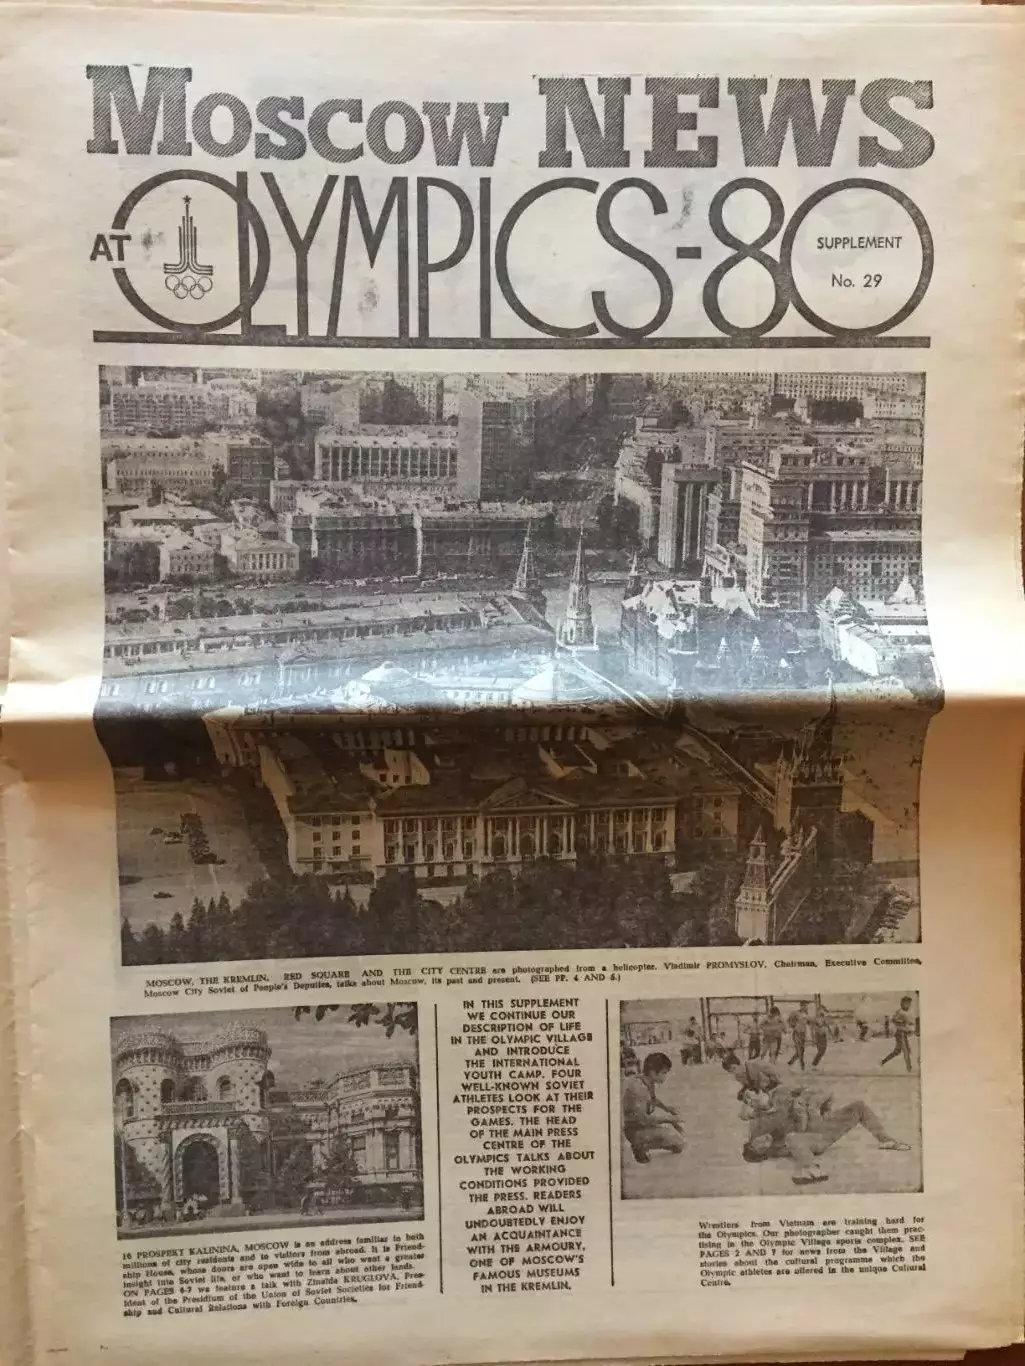 Moscow NEWS
AT OLYMPICS-80
SUPPLEMENT
No. 29
MOSCOW, THE KREMLIN, RED SQUARE AND THE CITY CENTRE are photographed from a helicopter. Vladimir PROMYSLOV, Chairman, Executive Committee,
Moscow City Soviet of People's Deputies, talks about Moscow, its past and present. (SEE PP. 4 AND 5.)
16 PROSPEKT KALININA, MOSCOW is an address familiar to both
millions of city residents and to visitors from abroad. It is Friend-
ship House, whose doors are open wide to all who want a greater
insight into Soviet life, or who want to learn about other lands.
ON PAGES 6-7 we feature a talk with Zinaida KRUGLOVA, Pres-
ident of the Presidium of the Union of Soviet Societies for Friend-
ship and Cultural Relations with Foreign Countries.
IN THIS SUPPLEMENT
WE CONTINUE OUR
DESCRIPTION OF LIFE
IN THE OLYMPIC VILLAGE
AND INTRODUCE
THE INTERNATIONAL
YOUTH CAMP. FOUR
WELL-KNOWN SOVIET
ATHLETES LOOK AT THEIR
PROSPECTS FOR THE
GAMES. THE HEAD
OF THE MAIN PRESS
CENTRE OF THE
OLYMPICS TALKS ABOUT
THE WORKING
CONDITIONS PROVIDED
THE PRESS. READERS
ABROAD WILL
UNDOUBTEDLY ENJOY
AN ACQUAINTANCE
WITH THE ARMOURY,
ONE OF MOSCOW'S
FAMOUS MUSEUMS
IN THE KREMLIN.
Wrestlers from Vietnam are training hard for
the Olympics. Our photographer caught them prac-
tising in the Olympic Village sports complex. SEE
PAGES 2 AND 7 for news from the Village and
stories about the cultural programme which the
Olympic athletes are offered in the unique Cultural
Centre.